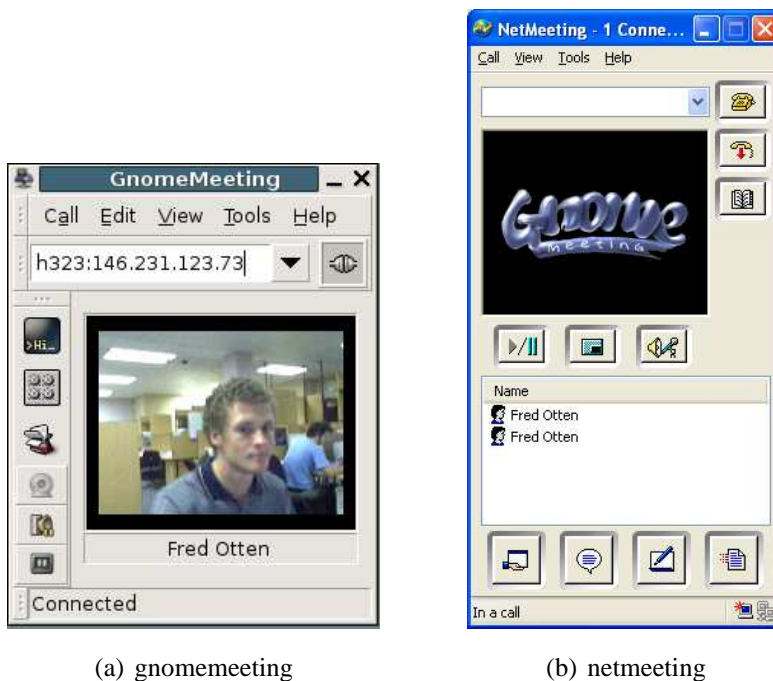 GnomeMeeting
Call Edit View Tools Help
h323:146.231.123.73
>Hi_
Fred Otten
Connected
(a) gnomemeeting
NetMeeting - 1 Conne...
Call View Tools Help
GNOME
meeting
Name
Fred Otten
Fred Otten
In a call
(b) netmeeting